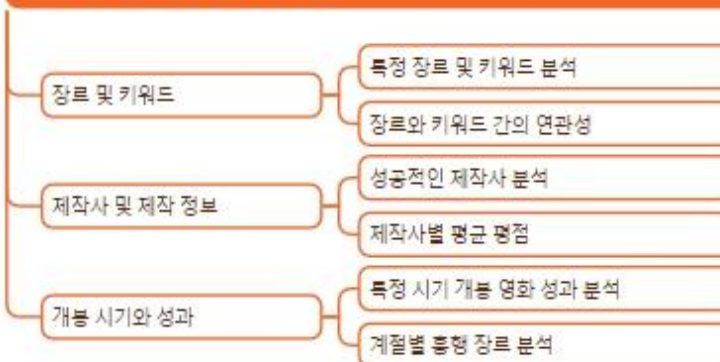 장르 및 키워드
특정 장르 및 키워드 분석
장르와 키워드 간의 연관성
제작사 및 제작 정보
성공적인 제작사 분석
제작사별 평균 평점
개봉 시기와 성과
특정 시기 개봉 영화 성과 분석
계절별 흥행 장르 분석